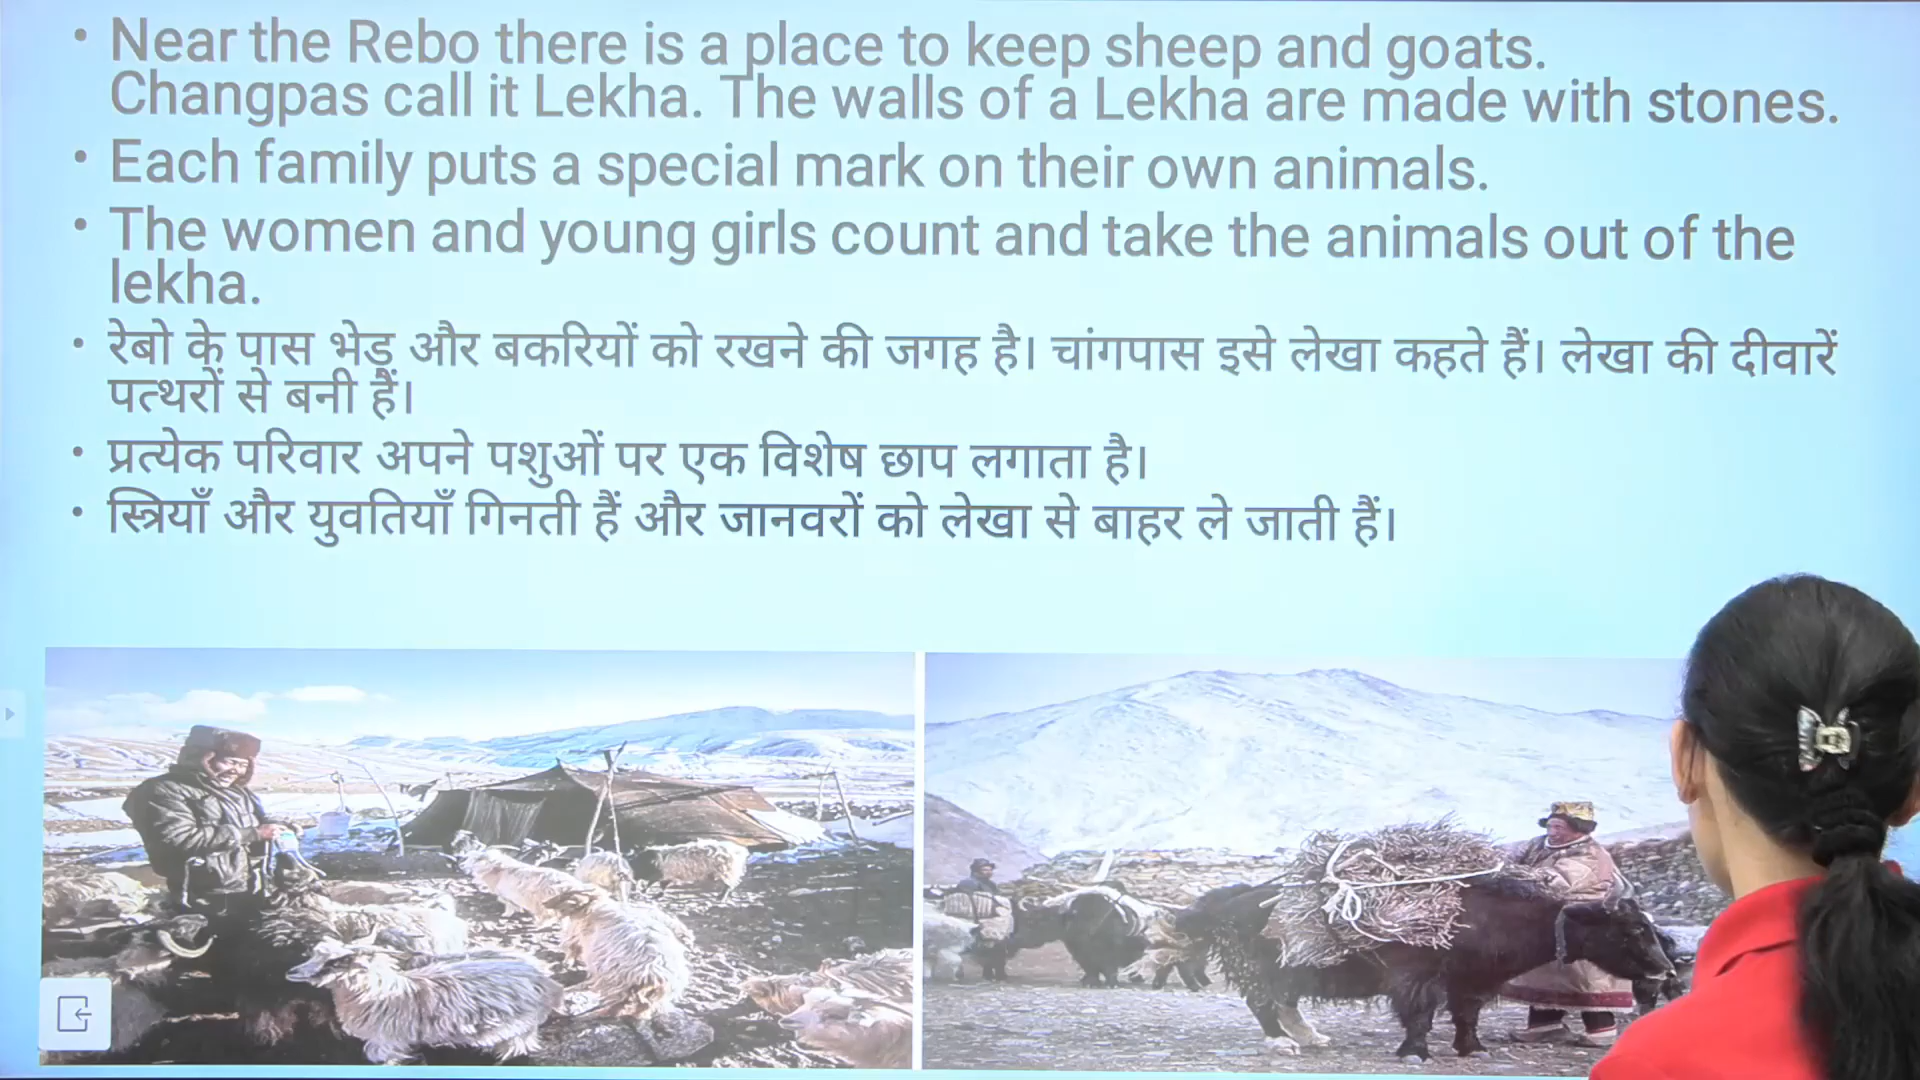 • Near the Rebo there is a place to keep sheep and goats.
Changpas call it Lekha. The walls of a Lekha are made with stones.
• Each family puts a special mark on their own animals.
• The women and young girls count and take the animals out of the
lekha.
• रेबो के पास भेड़ और बकरियों को रखने की जगह है। चांगपास इसे लेखा कहते हैं। लेखा की दीवारें
पत्थरों से बनी हैं।
• प्रत्येक परिवार अपने पशुओं पर एक विशेष छाप लगाता है।
• स्त्रियाँ और युवतियाँ गिनती हैं और जानवरों को लेखा से बाहर ले जाती हैं।